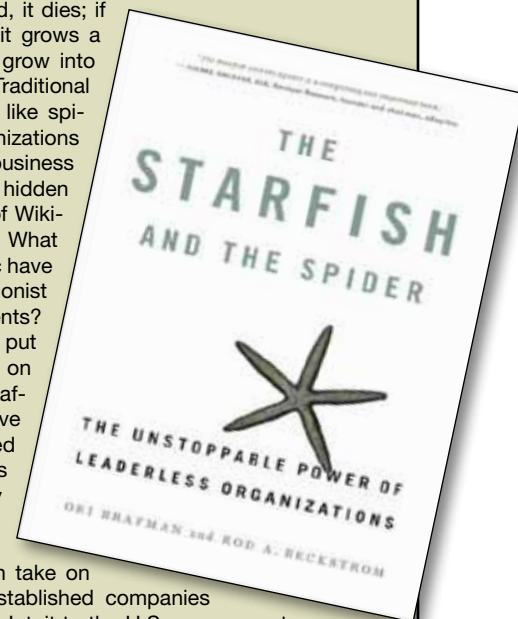 d, it dies; if
it grows a
grow into
Traditional
like spi-
nizations
business
hidden
of Wiki-
What
have
onist
ents?
put
on
af-
ve
ed
s
n take on
stablished companies
THE
STARFISH
AND THE SPIDER
THE UNSTOPPABLE POWER OF
LEADERLESS ORGANIZATIONS
ORI BRAFMAN and ROD A. BECKSTROM